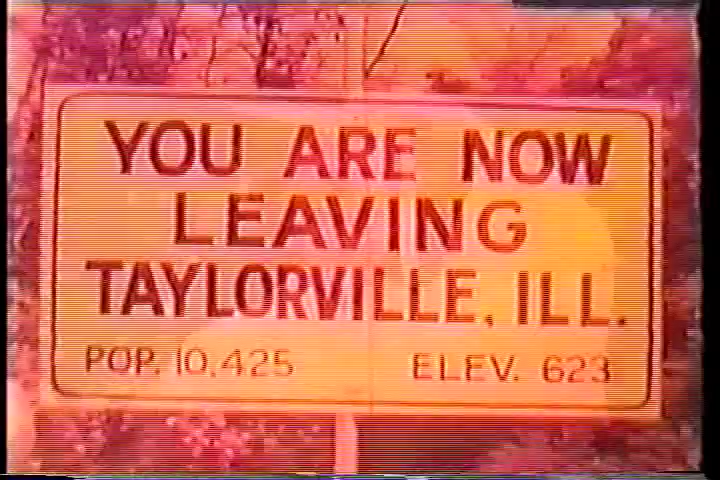 YOU ARE NOW
LEAVING
TAYLORVILLE, ILL.
POP. 10,425 ELEV. 623